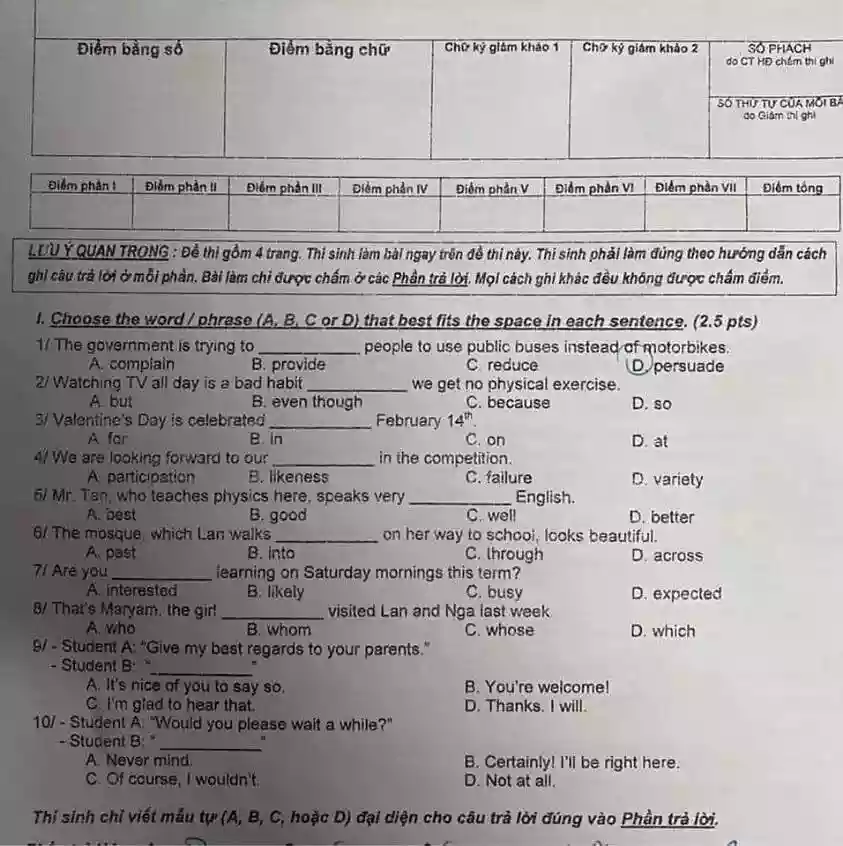 Điểm bằng số Điểm bằng chữ Chữ ký giám khảo 1 Chữ ký giám khảo 2 SỐ PHÁCH
do CT HĐ chấm thi ghi
SỐ THỨ TỰ CỦA MỖI BÀ
do Giám thị ghi
Điểm phần I Điểm phần II Điểm phần III Điểm phần IV Điểm phần V Điểm phần VI Điểm phần VII Điểm tổng
LƯU Ý QUAN TRỌNG : Đề thi gồm 4 trang. Thí sinh làm bài ngay trên đề thi này. Thí sinh phải làm đúng theo hướng dẫn cách
ghi câu trả lời ở mỗi phần. Bài làm chỉ được chấm ở các Phần trả lời. Mọi cách ghi khác đều không được chấm điểm.
I. Choose the word / phrase (A, B, C or D) that best fits the space in each sentence. (2.5 pts)
1/ The government is trying to __________ people to use public buses instead of motorbikes.
A. complain B. provide C. reduce D. persuade
2/ Watching TV all day is a bad habit __________ we get no physical exercise.
A. but B. even though C. because D. so
3/ Valentine's Day is celebrated __________ February 14th.
A. for B. in C. on D. at
4/ We are looking forward to our __________ in the competition.
A. participation B. likeness C. failure D. variety
5/ Mr. Tan, who teaches physics here, speaks very __________ English.
A. best B. good C. well D. better
6/ The mosque, which Lan walks __________ on her way to school, looks beautiful.
A. past B. into C. through D. across
7/ Are you __________ learning on Saturday mornings this term?
A. interested B. likely C. busy D. expected
8/ That's Maryam, the girl __________ visited Lan and Nga last week.
A. who B. whom C. whose D. which
9/ - Student A: "Give my best regards to your parents."
- Student B: "__________"
A. It's nice of you to say so. B. You're welcome!
C. I'm glad to hear that. D. Thanks. I will.
10/ - Student A: "Would you please wait a while?"
- Student B: "__________"
A. Never mind. B. Certainly! I'll be right here.
C. Of course, I wouldn't. D. Not at all.
Thí sinh chỉ viết mẫu tự (A, B, C, hoặc D) đại diện cho câu trả lời đúng vào Phần trả lời.